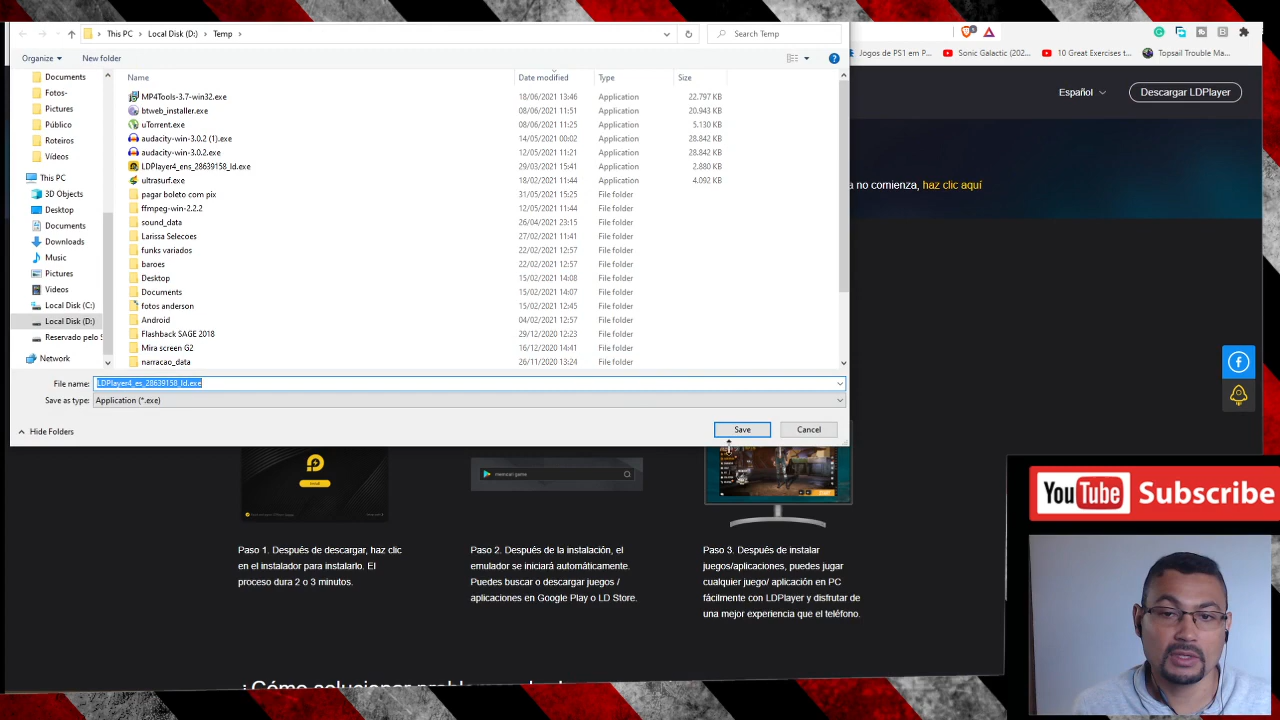 This PC > Local Disk (D:) > Temp >
Search Temp
Organize
New folder
Documents
Fotos-
Pictures
Público
Roteiros
Vídeos
This PC
3D Objects
Desktop
Documents
Downloads
Music
Pictures
Videos
Local Disk (C:)
Local Disk (D:)
Reservado pelo S
Network
Name Date modified Type Size
MP4Tools-3.7-win32.exe 18/06/2021 13:46 Application 22.797 KB
btweb_installer.exe 08/06/2021 11:51 Application 20.943 KB
uTorrent.exe 08/06/2021 11:25 Application 5.130 KB
audacity-win-3.0.2 (1).exe 14/05/2021 00:02 Application 28.842 KB
audacity-win-3.0.2.exe 12/05/2021 11:21 Application 28.842 KB
LDPlayer4_ens_28639158_ld.exe 29/03/2021 15:41 Application 2.880 KB
ultrasurf.exe 18/02/2021 11:44 Application 4.092 KB
pagar boleto com pix 31/05/2021 15:25 File folder
ffmpeg-win-2.2.2 12/05/2021 11:44 File folder
sound_data 26/04/2021 23:15 File folder
Larissa Selecoes 27/02/2021 11:41 File folder
funks variados 22/02/2021 12:57 File folder
baroes 22/02/2021 12:57 File folder
Desktop 15/02/2021 14:08 File folder
Documents 15/02/2021 14:07 File folder
fotos anderson 15/02/2021 12:45 File folder
Android 04/02/2021 12:57 File folder
Flashback SAGE 2018 29/12/2020 12:23 File folder
Mira screen G2 16/12/2020 14:41 File folder
narracao_data 26/11/2020 13:24 File folder
File name: LDPlayer4_es_28639158_ld.exe
Save as type: Application (*.exe)
Hide Folders
Save
Cancel
Jogos de PS1 em P...
Sonic Galactic (202...
10 Great Exercises t...
Topsail Trouble Ma...
Español
Descargar LDPlayer
a no comienza, haz clic aquí
Paso 1. Después de descargar, haz clic
en el instalador para instalarlo. El
proceso dura 2 o 3 minutos.
Paso 2. Después de la instalación, el
emulador se iniciará automáticamente.
Puedes buscar o descargar juegos /
aplicaciones en Google Play o LD Store.
Paso 3. Después de instalar
juegos/aplicaciones, puedes jugar
cualquier juego/ aplicación en PC
fácilmente con LDPlayer y disfrutar de
una mejor experiencia que el teléfono.
YouTube Subscribe